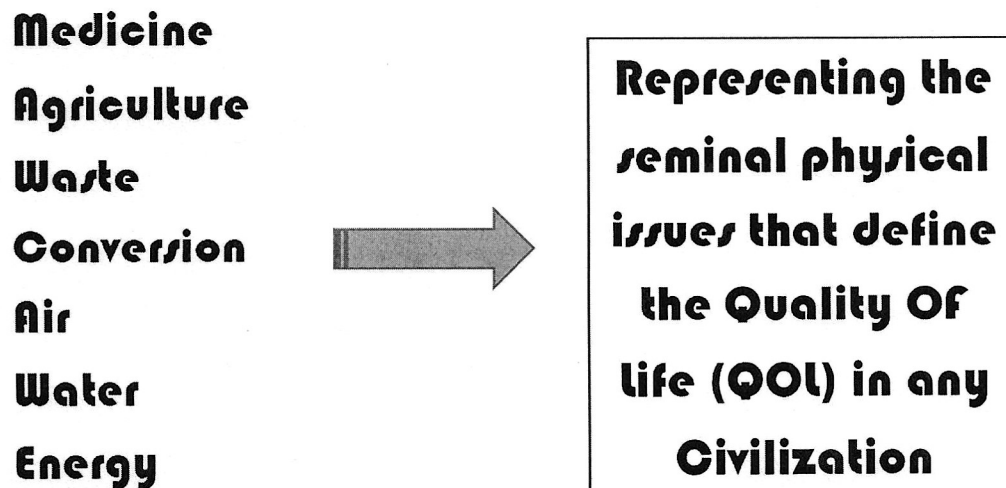 Medicine
Agriculture
Waste
Conversion
Air
Water
Energy
Representing the
seminal physical
issues that define
the Quality OF
Life (QOL) in any
Civilization